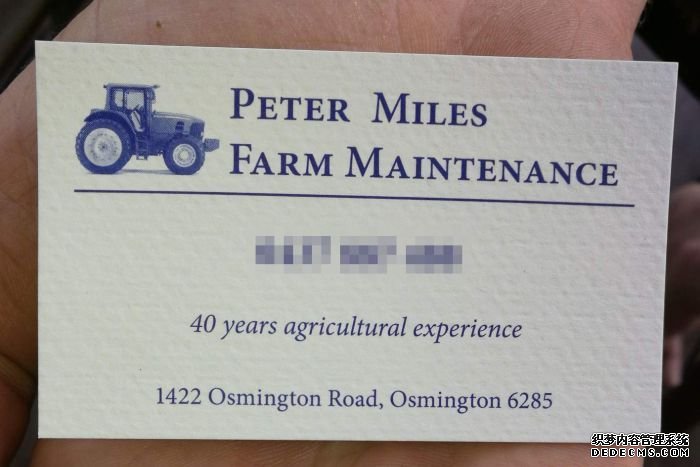 PETER MILES
FARM MAINTENANCE
40 years agricultural experience
1422 Osmington Road, Osmington 6285
织梦内容管理系统
DEDECMS.COM